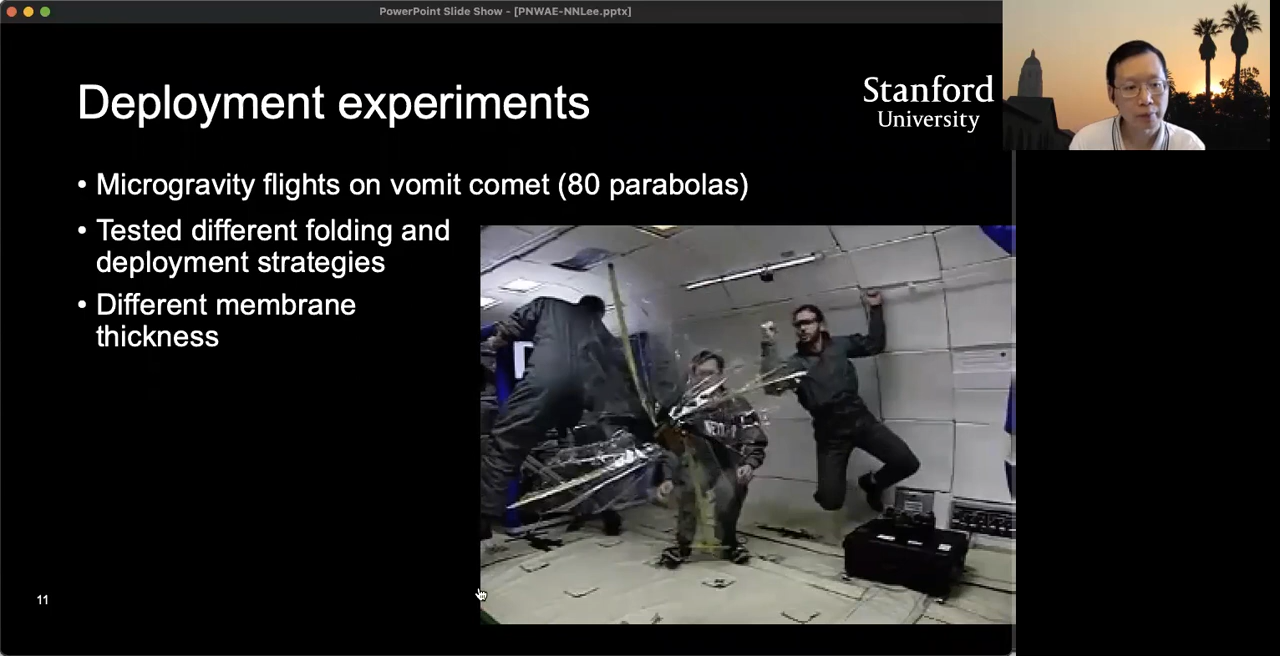 PowerPoint Slide Show - [PNWAE-NNLee.pptx]
Deployment experiments
Stanford
University
• Microgravity flights on vomit comet (80 parabolas)
• Tested different folding and
deployment strategies
• Different membrane
thickness
11